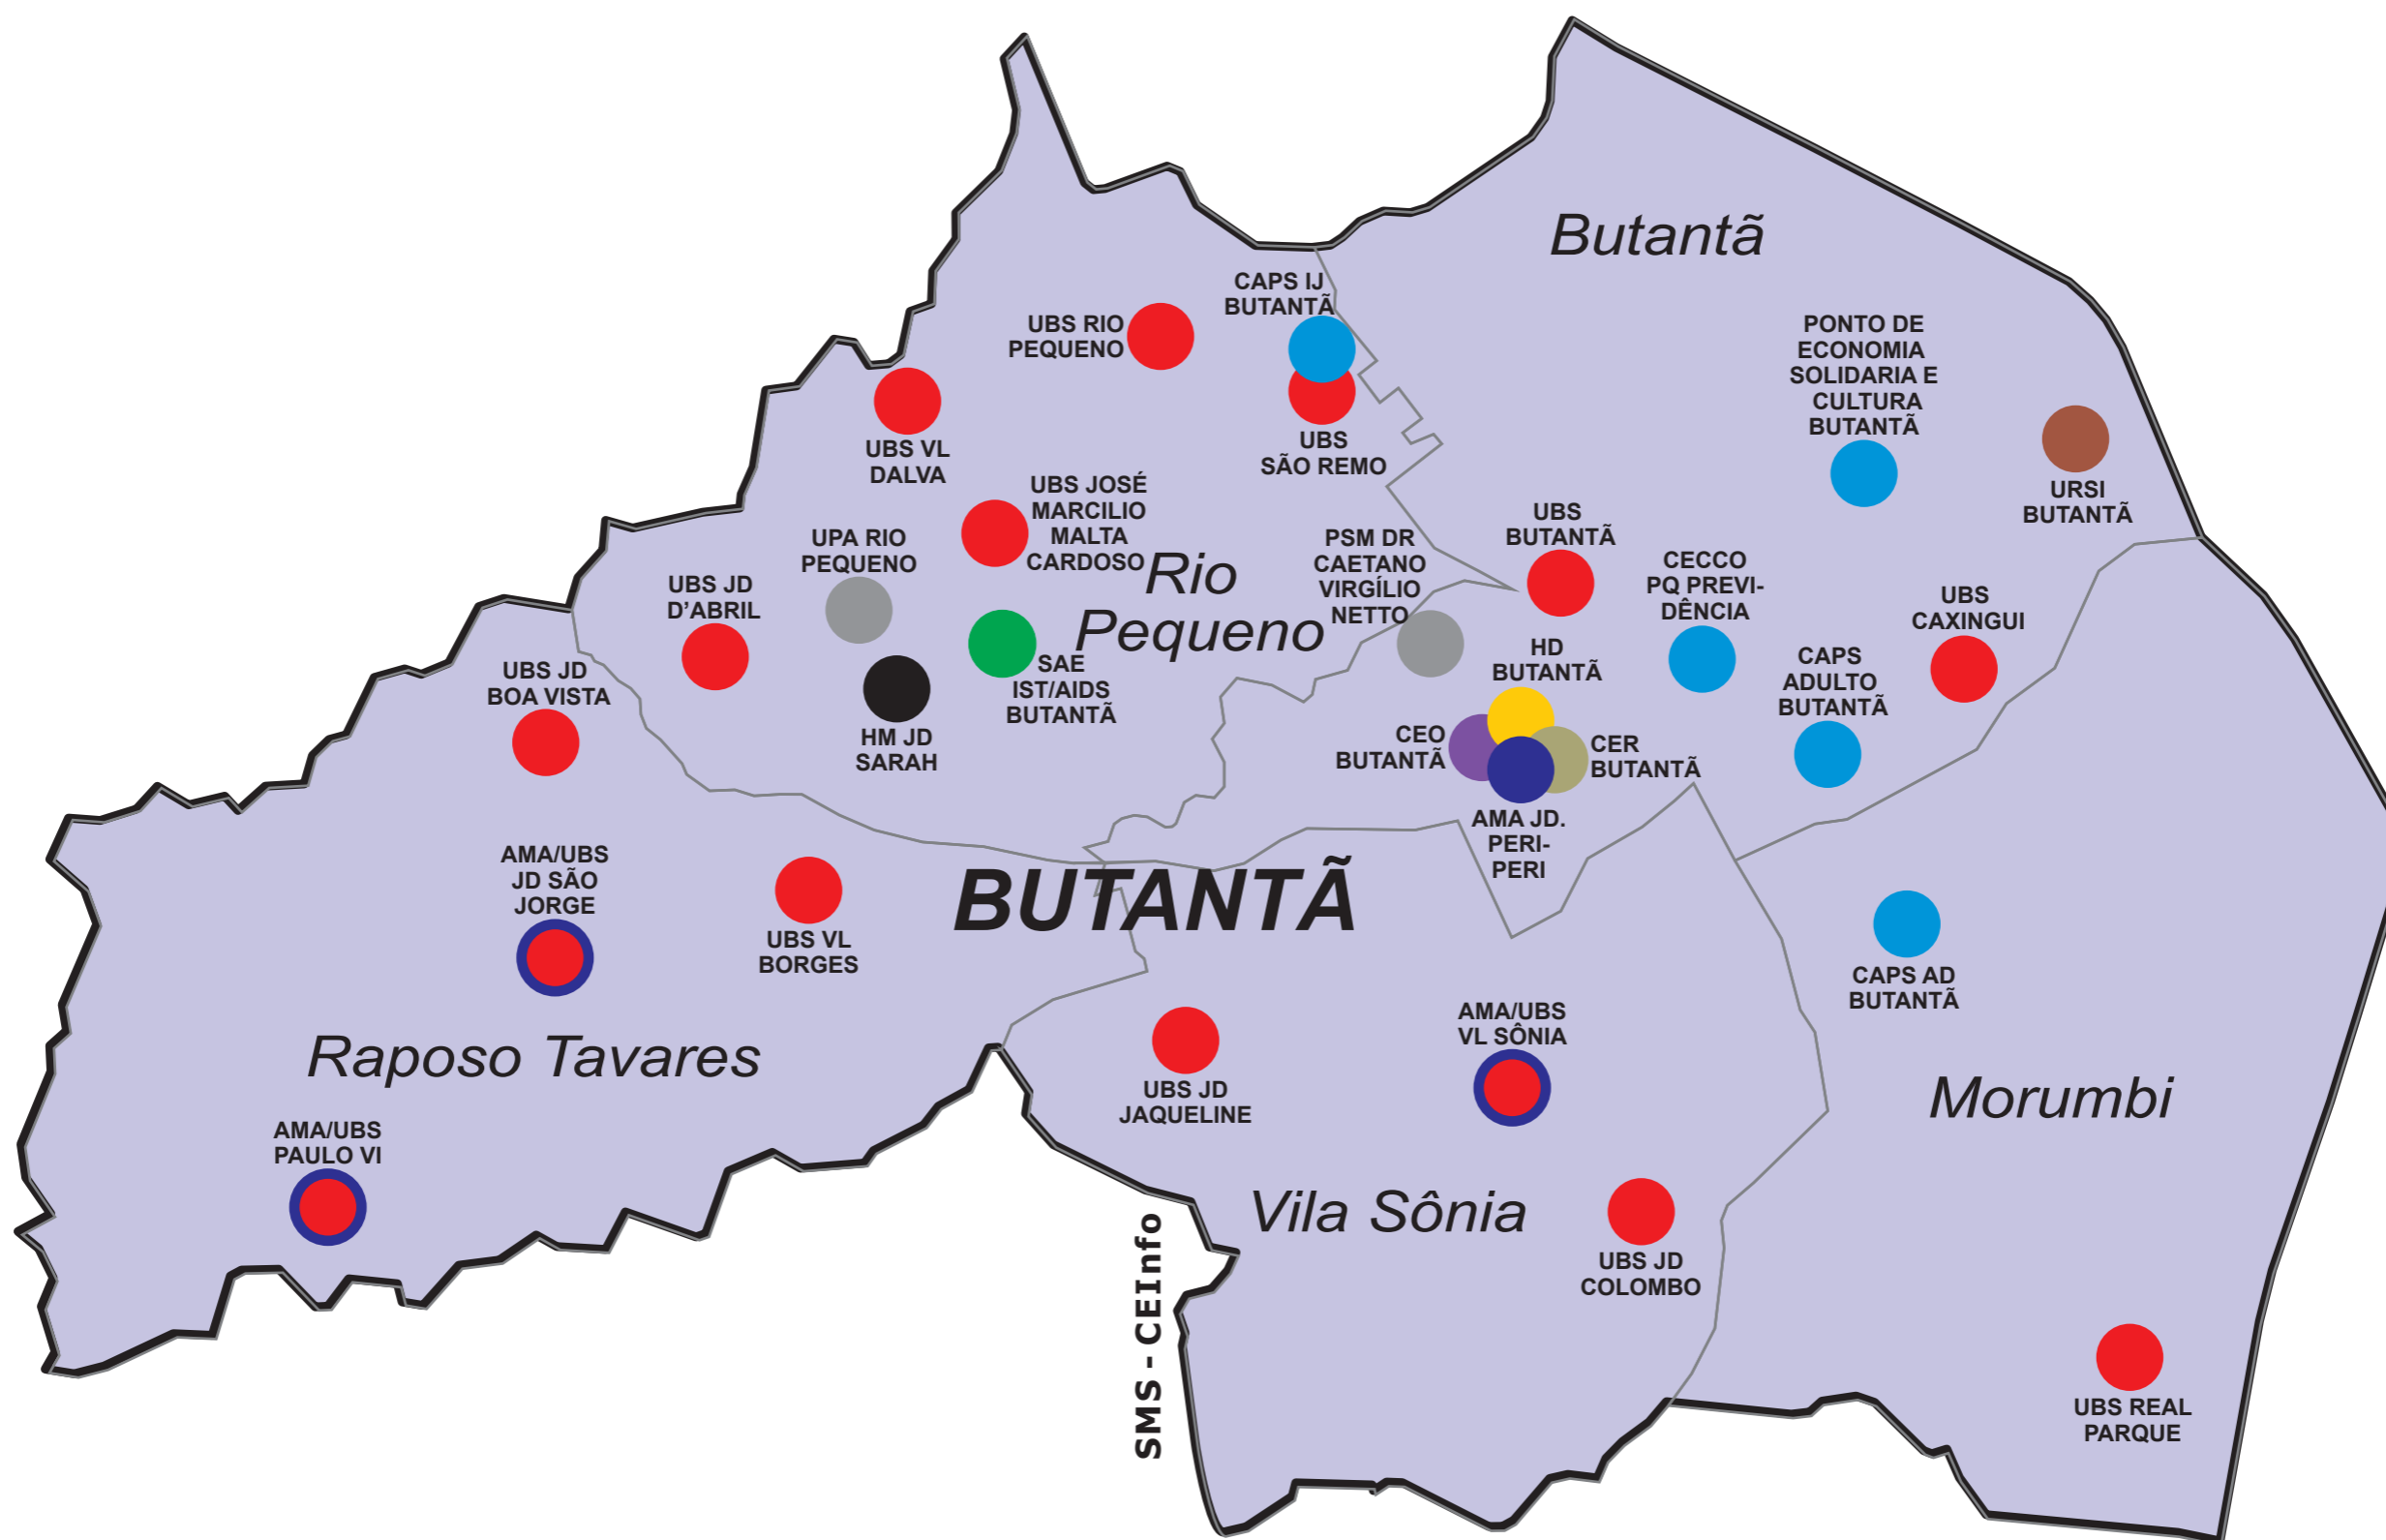 Butantã
CAPS IJ
BUTANTÃ
UBS RIO
PEQUENO
PONTO DE
ECONOMIA
SOLIDARIA E
CULTURA
BUTANTÃ
UBS VL
DALVA
UBS
SÃO REMO
URSI
BUTANTÃ
UBS JOSÉ
MARCILIO
MALTA
CARDOSO
UPA RIO
PEQUENO
Rio
Pequeno
PSM DR
CAETANO
VIRGÍLIO
NETTO
UBS
BUTANTÃ
CECCO
PQ PREVI-
DÊNCIA
UBS
CAXINGUI
UBS JD
D’ABRIL
UBS JD
BOA VISTA
SAE
IST/AIDS
BUTANTÃ
HD
BUTANTÃ
CAPS
ADULTO
BUTANTÃ
HM JD
SARAH
CEO
BUTANTÃ
CER
BUTANTÃ
AMA JD.
PERI-
PERI
AMA/UBS
JD SÃO
JORGE
UBS VL
BORGES
BUTANTÃ
CAPS AD
BUTANTÃ
Raposo Tavares
AMA/UBS
VL SÔNIA
UBS JD
JAQUELINE
Morumbi
AMA/UBS
PAULO VI
Vila Sônia
UBS JD
COLOMBO
SMS - CEInfo
UBS REAL
PARQUE